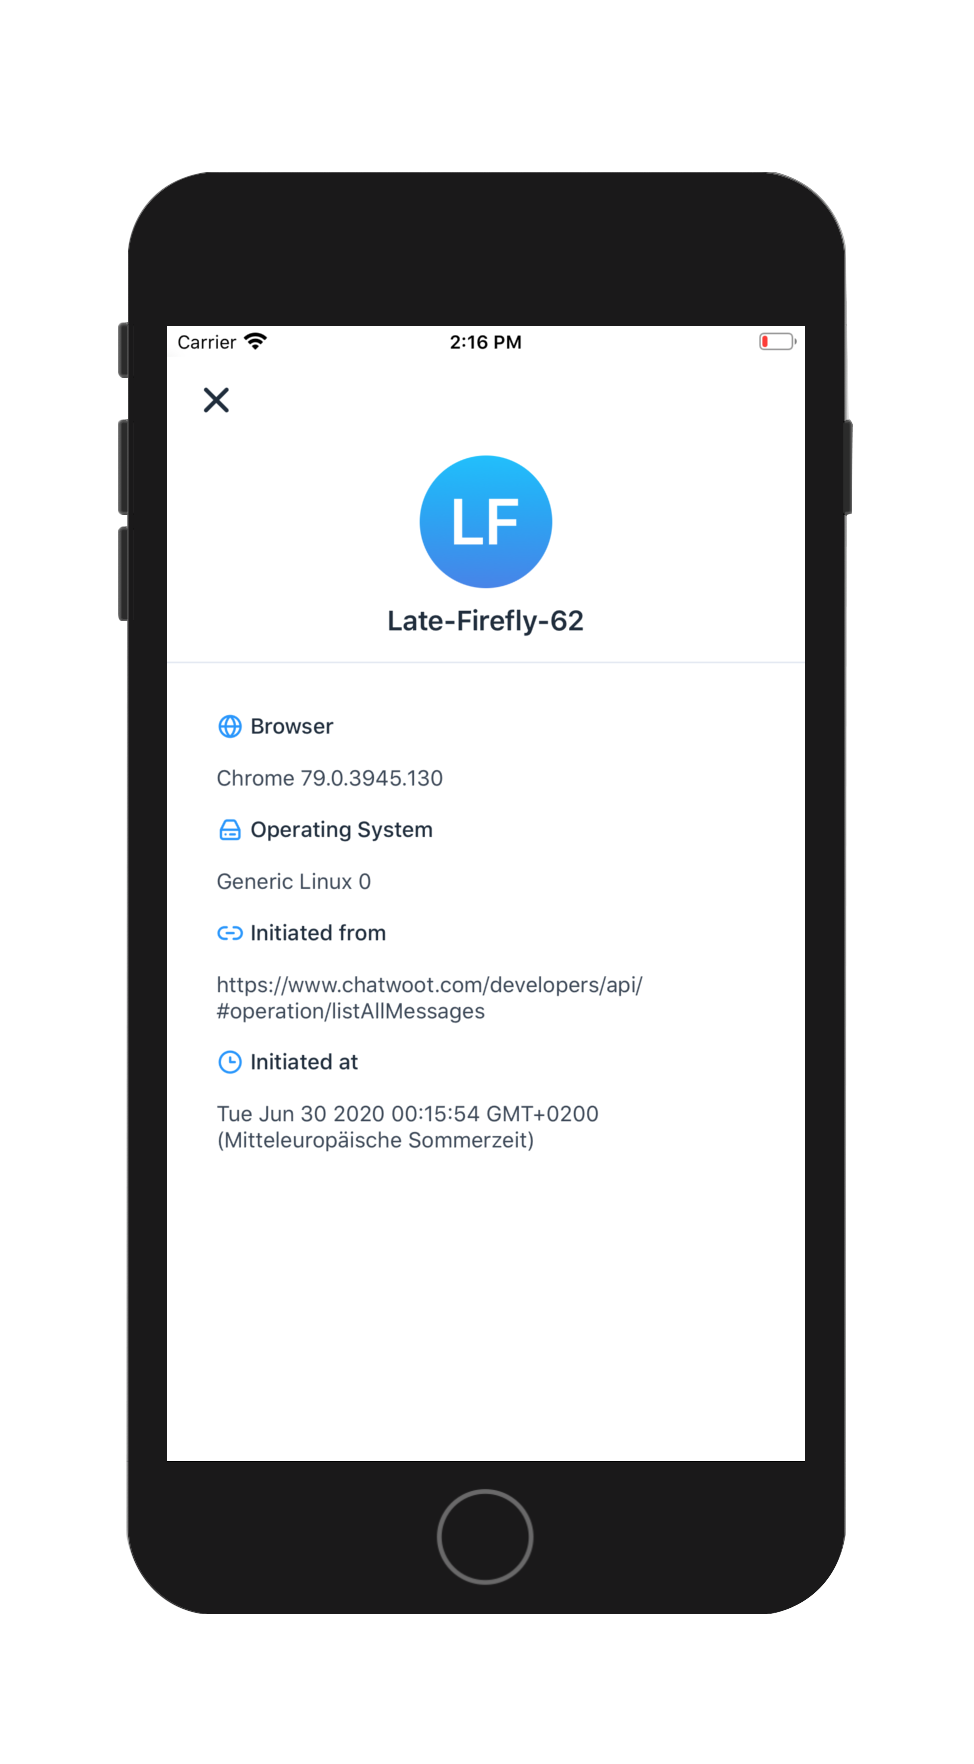 Carrier 2:16 PM
LF
Late-Firefly-62
Browser
Chrome 79.0.3945.130
Operating System
Generic Linux 0
Initiated from
https://www.chatwoot.com/developers/api/
#operation/listAllMessages
Initiated at
Tue Jun 30 2020 00:15:54 GMT+0200
(Mitteleuropäische Sommerzeit)